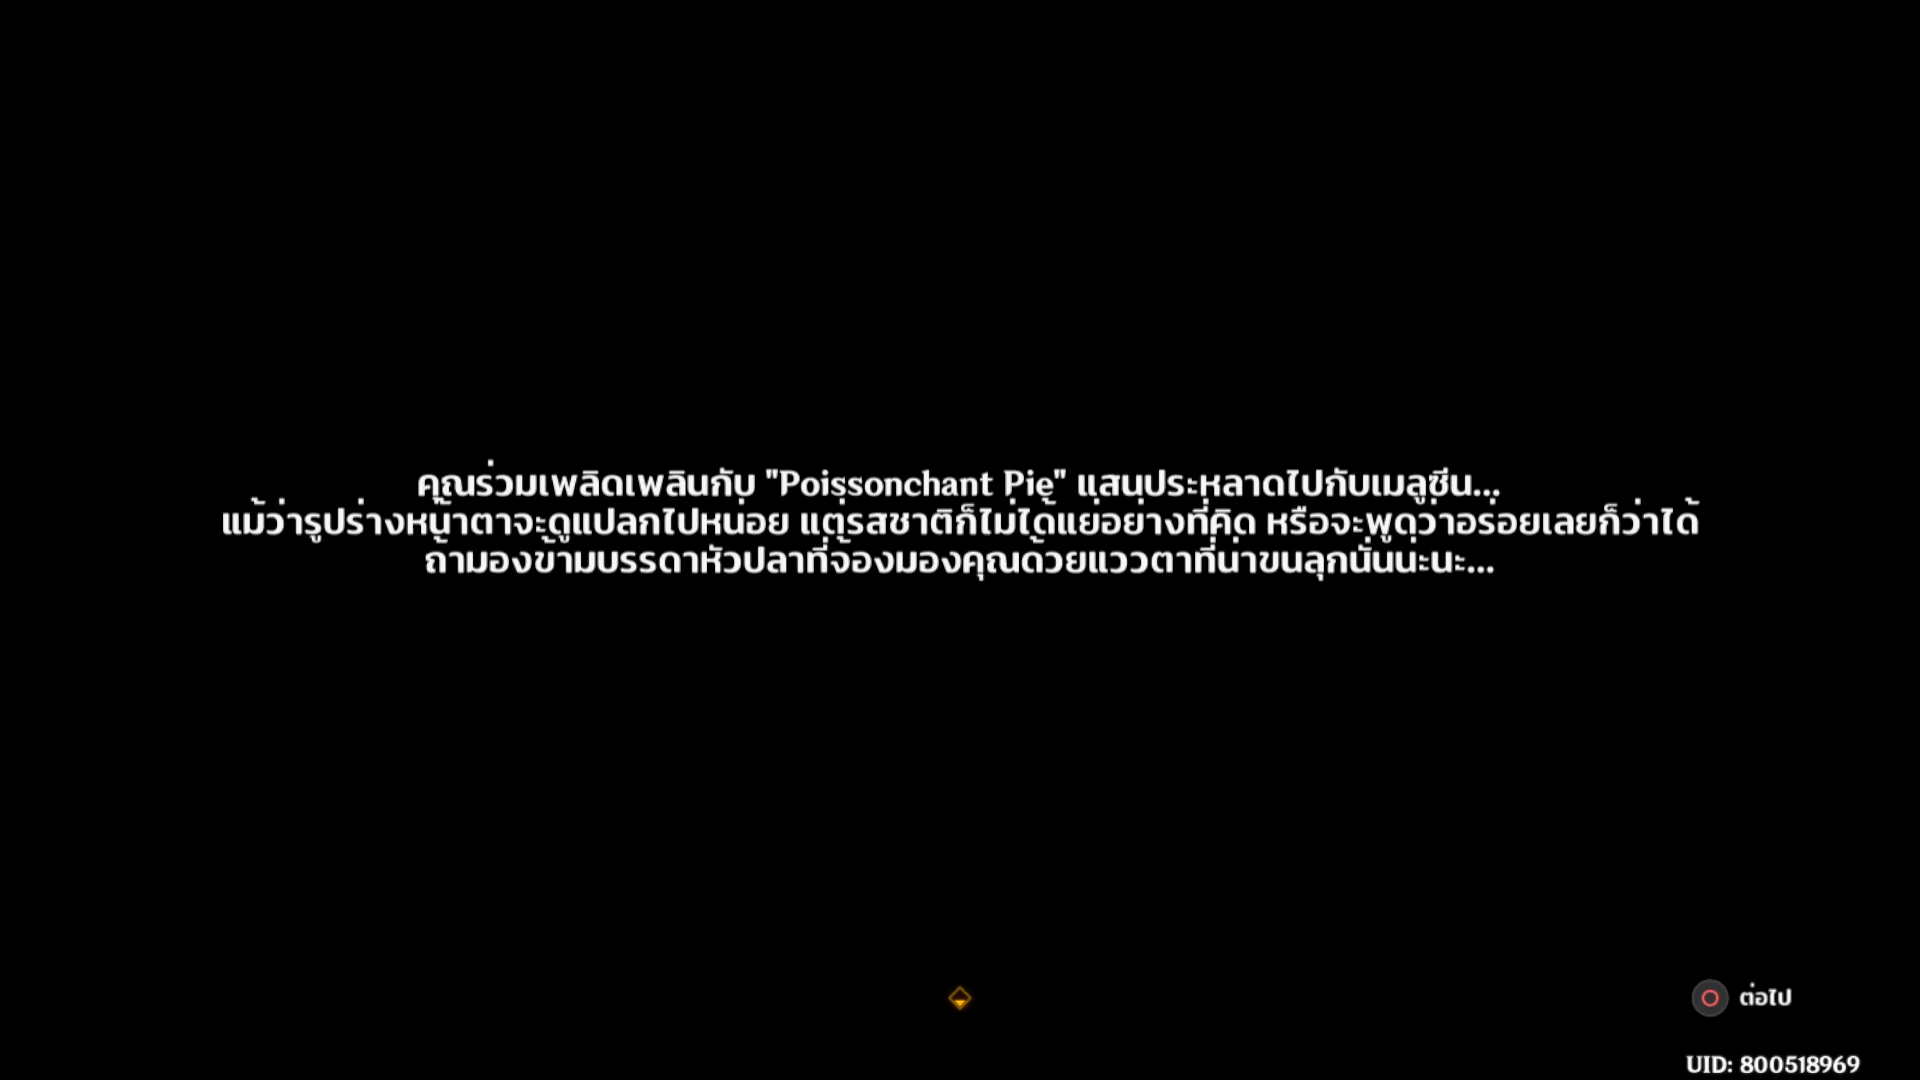 คุณร่วมเพลิดเพลินกับ "Poissonchant Pie" แสนประหลาดไปกับเมลูซีน...
แม้ว่ารูปร่างหน้าตาจะดูแปลกไปหน่อย แต่รสชาติก็ไม่ได้แย่อย่างที่คิด หรือจะพูดว่าอร่อยเลยก็ว่าได้
ถ้ามองข้ามบรรดาหัวปลาที่จ้องมองคุณด้วยแววตาที่น่าขนลุกนั่นน่ะนะ...
ต่อไป
UID: 800518969